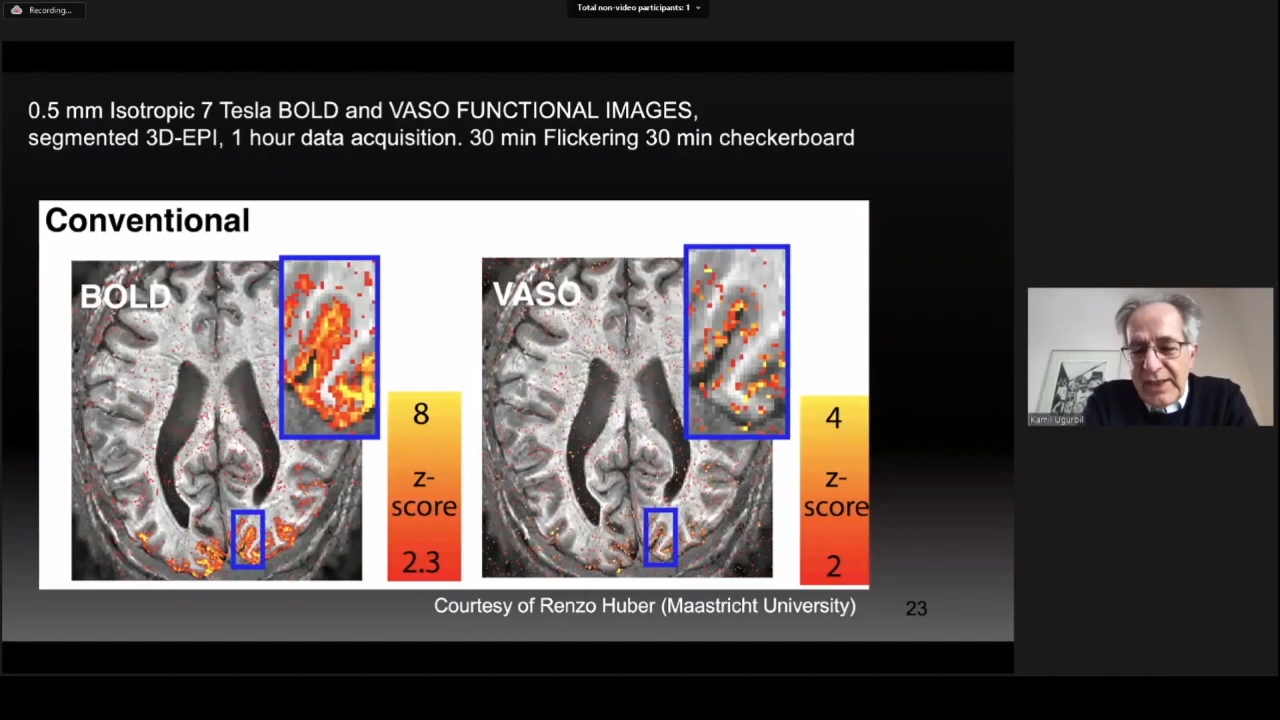 Recording...
Total non-video participants: 1
0.5 mm Isotropic 7 Tesla BOLD and VASO FUNCTIONAL IMAGES,
segmented 3D-EPI, 1 hour data acquisition. 30 min Flickering 30 min checkerboard
Conventional
BOLD
8
z-
score
2.3
VASO
4
z-
score
2
Kamil Ugurbil
Courtesy of Renzo Huber (Maastricht University)
23